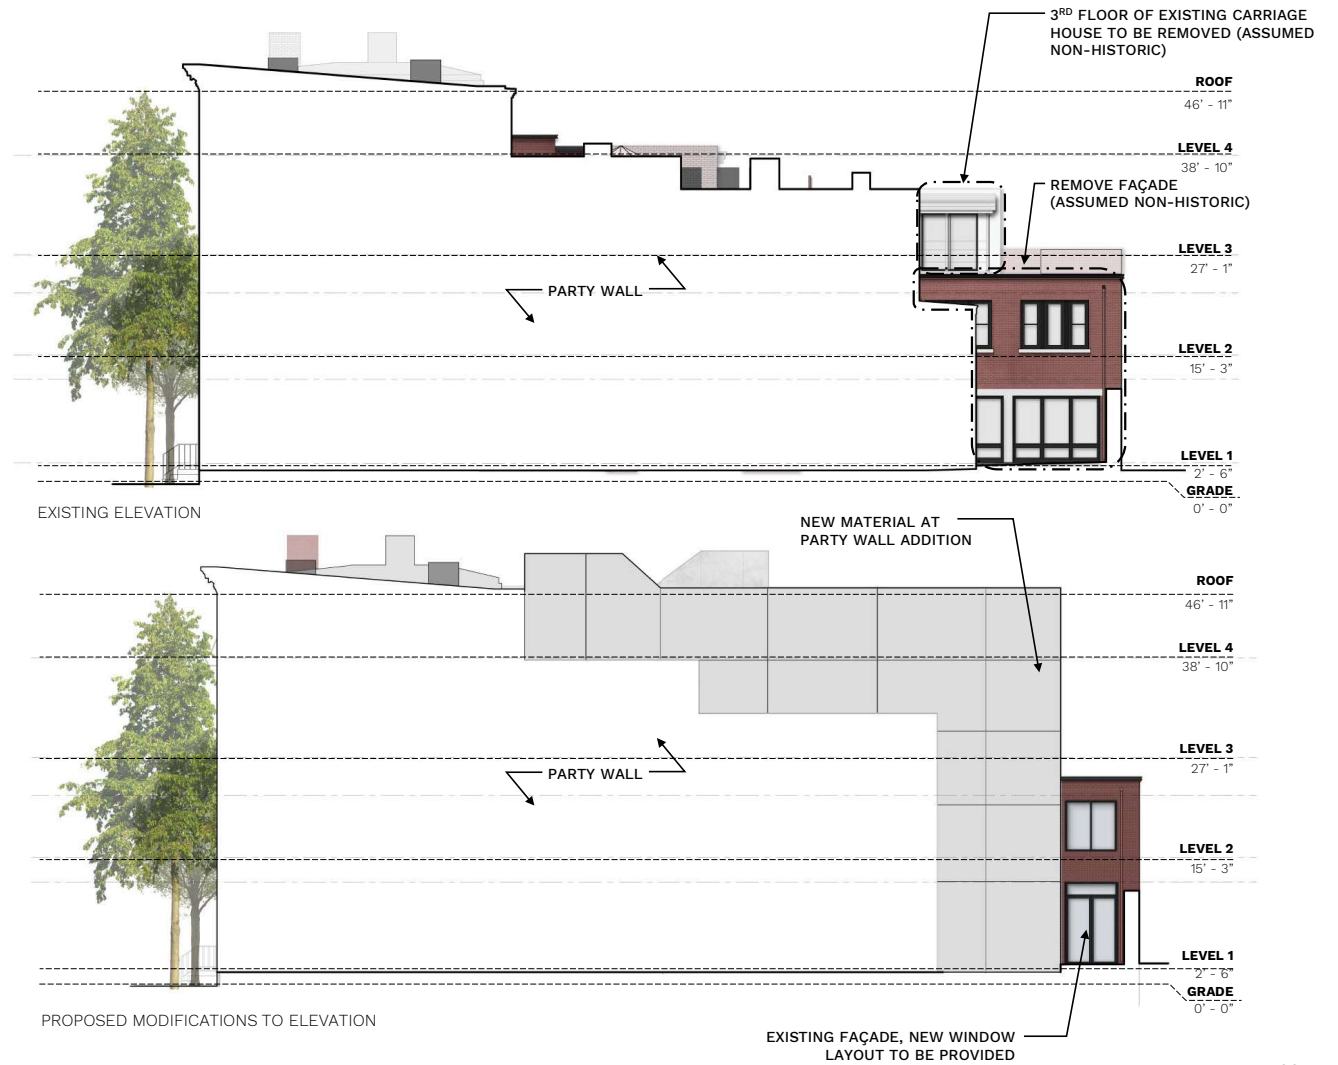 3RD FLOOR OF EXISTING CARRIAGE
HOUSE TO BE REMOVED (ASSUMED
NON-HISTORIC)
ROOF
46' - 11"
LEVEL 4
38' - 10"
REMOVE FAÇADE
(ASSUMED NON-HISTORIC)
LEVEL 3
27' - 1"
PARTY WALL
LEVEL 2
15' - 3"
LEVEL 1
2' - 6"
GRADE
0' - 0"
EXISTING ELEVATION
NEW MATERIAL AT
PARTY WALL ADDITION
ROOF
46' - 11"
LEVEL 4
38' - 10"
LEVEL 3
27' - 1"
PARTY WALL
LEVEL 2
15' - 3"
LEVEL 1
2' - 6"
GRADE
0' - 0"
PROPOSED MODIFICATIONS TO ELEVATION
EXISTING FAÇADE, NEW WINDOW
LAYOUT TO BE PROVIDED